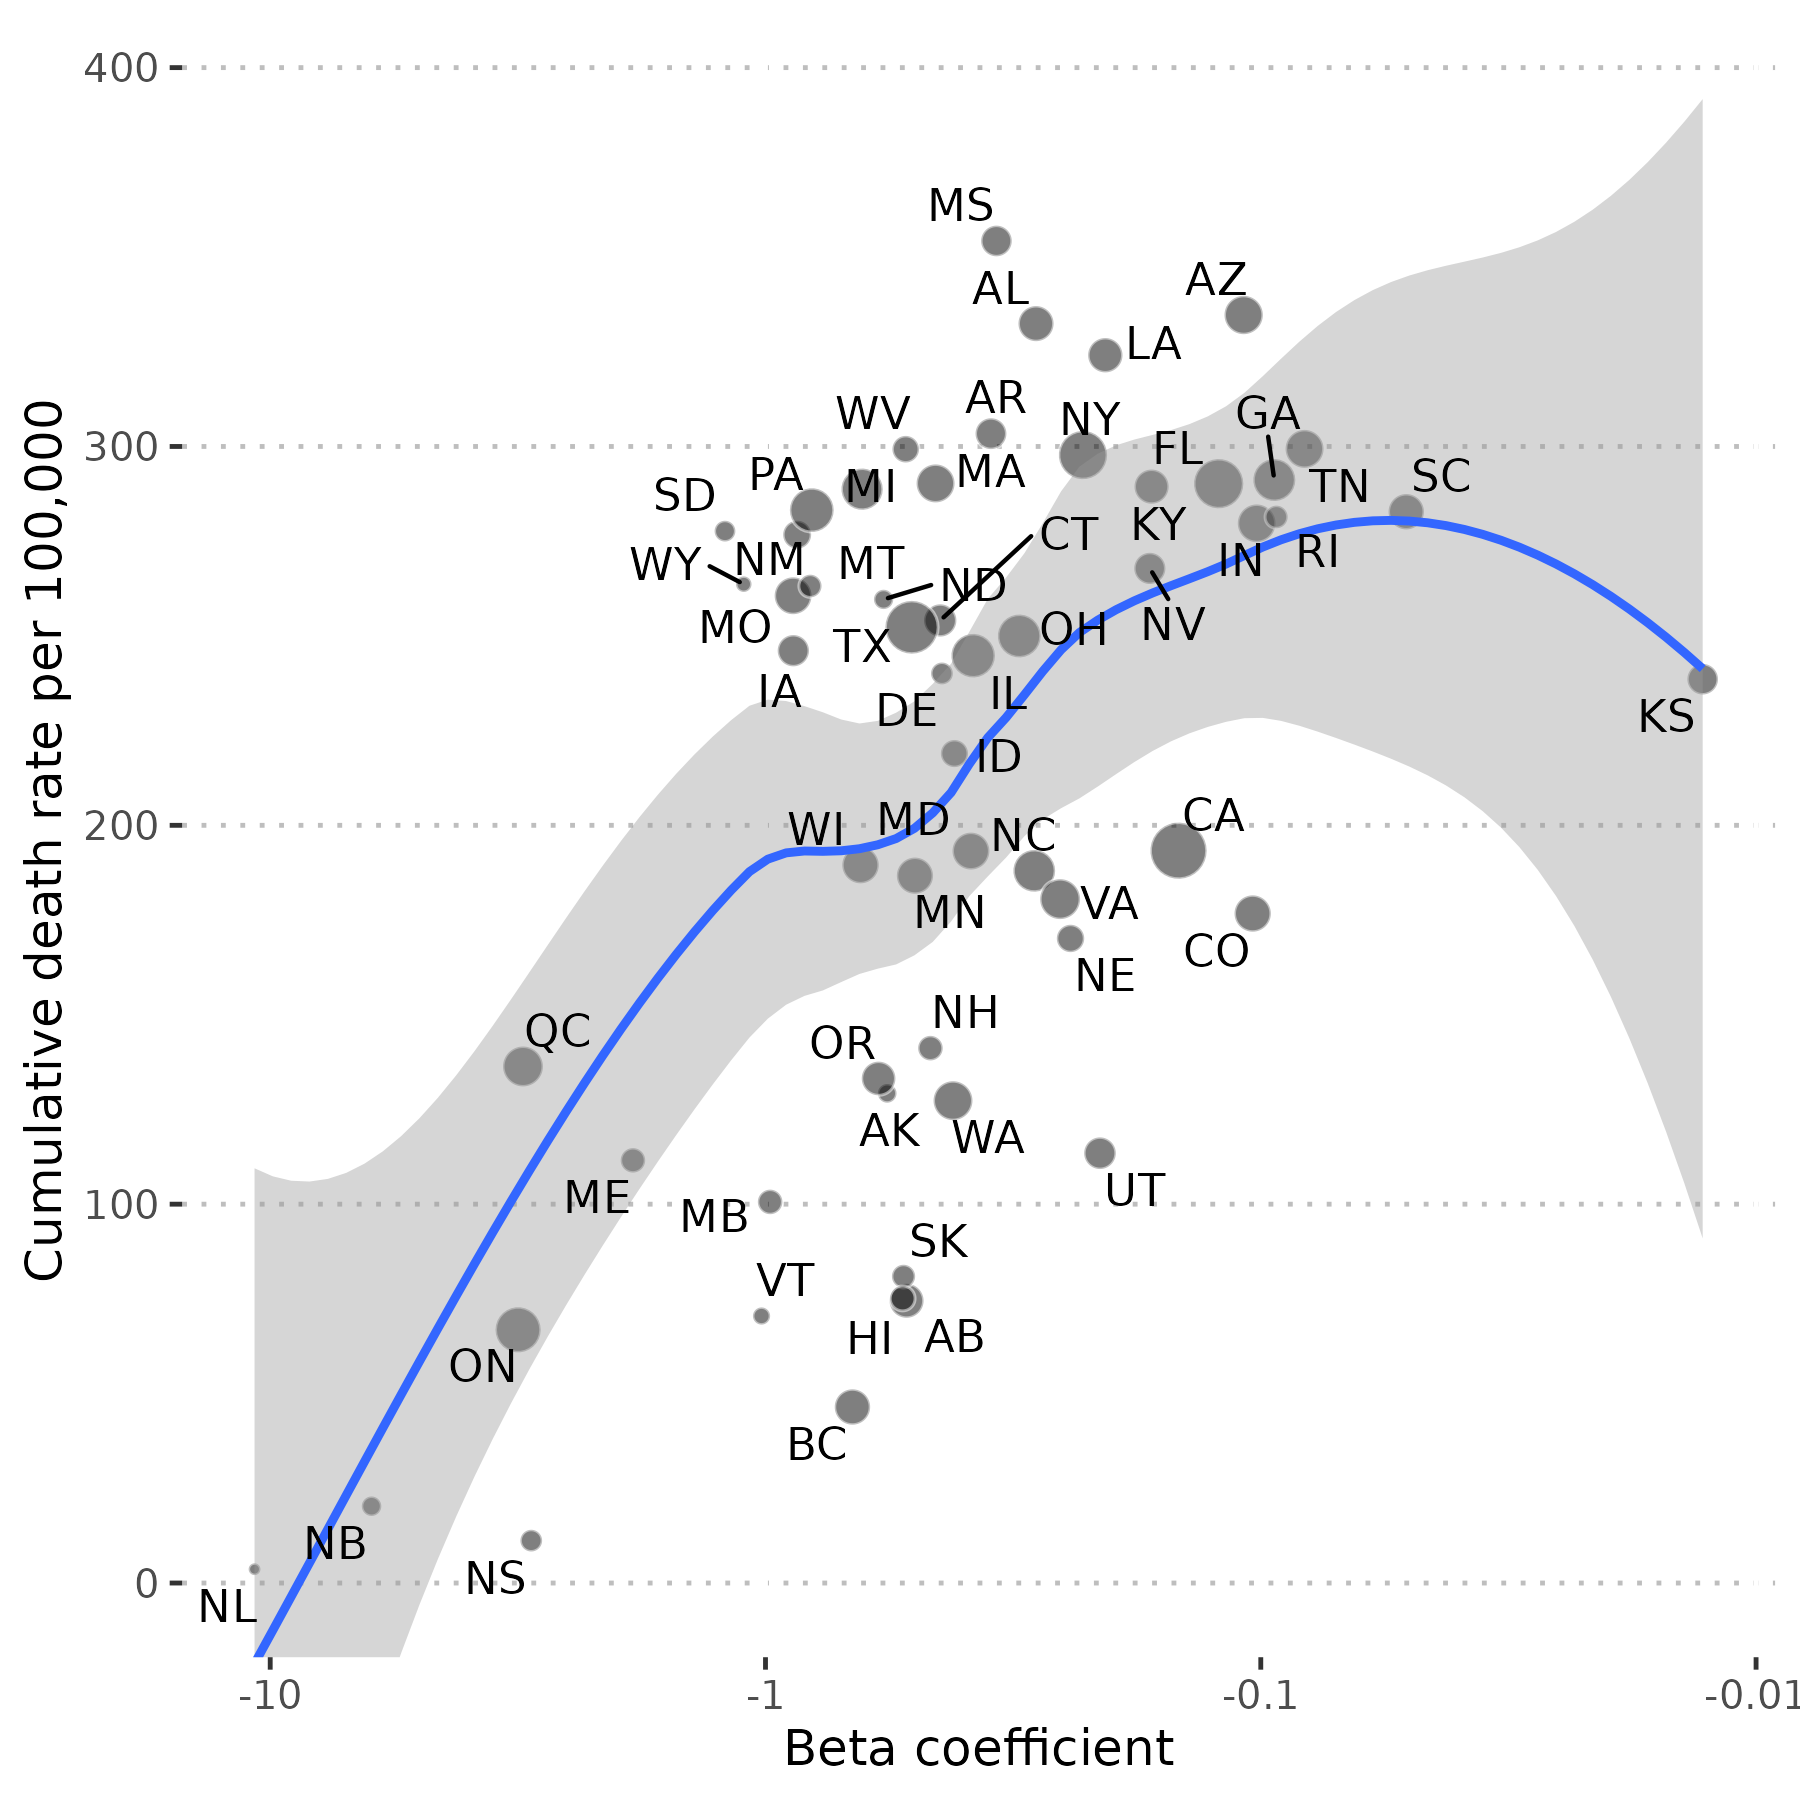 400
MS
AZ
AL
LA
AR
WV
NY
GA
300
FL
PA
MI
MA
TN
SC
SD
CT
KY
WY
NM
MT
IN
RI
ND
MO
TX
OH
NV
IA
DE
IL
KS
ID
CA
200
WI
MD
NC
MN
VA
CO
NE
NH
QC
OR
AK
WA
ME
UT
100
MB
SK
VT
HI
AB
ON
BC
NB
NS
0
NL
-10
-1
-0.1
-0.01
Beta coefficient
Cumulative death rate per 100,000